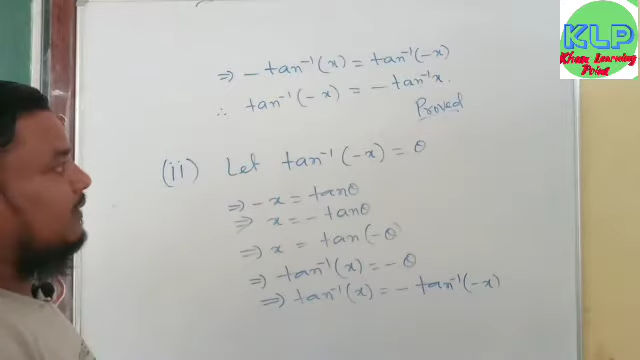 KLP
Khasu Learning
Point
⇒ - tan⁻¹(x) = tan⁻¹(-x)
∴ tan⁻¹(-x) = - tan⁻¹x.
Proved
(ii) Let tan⁻¹(-x) = θ
⇒ -x = tanθ
⇒ x = - tanθ
⇒ x = tan(-θ)
⇒ tan⁻¹(x) = - θ
⇒ tan⁻¹(x) = - tan⁻¹(-x)